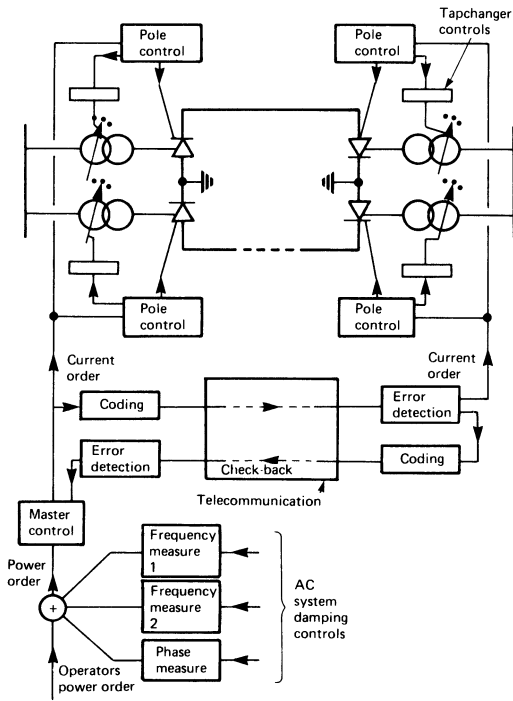 Pole
control
Pole
control
Tapchanger
controls
Pole
control
Pole
control
Current
order
Current
order
Coding
Error
detection
Error
detection
Check-back
Coding
Telecommunication
Master
control
Power
order
Frequency
measure
1
Frequency
measure
2
Phase
measure
AC
system
damping
controls
+
Operators
power order